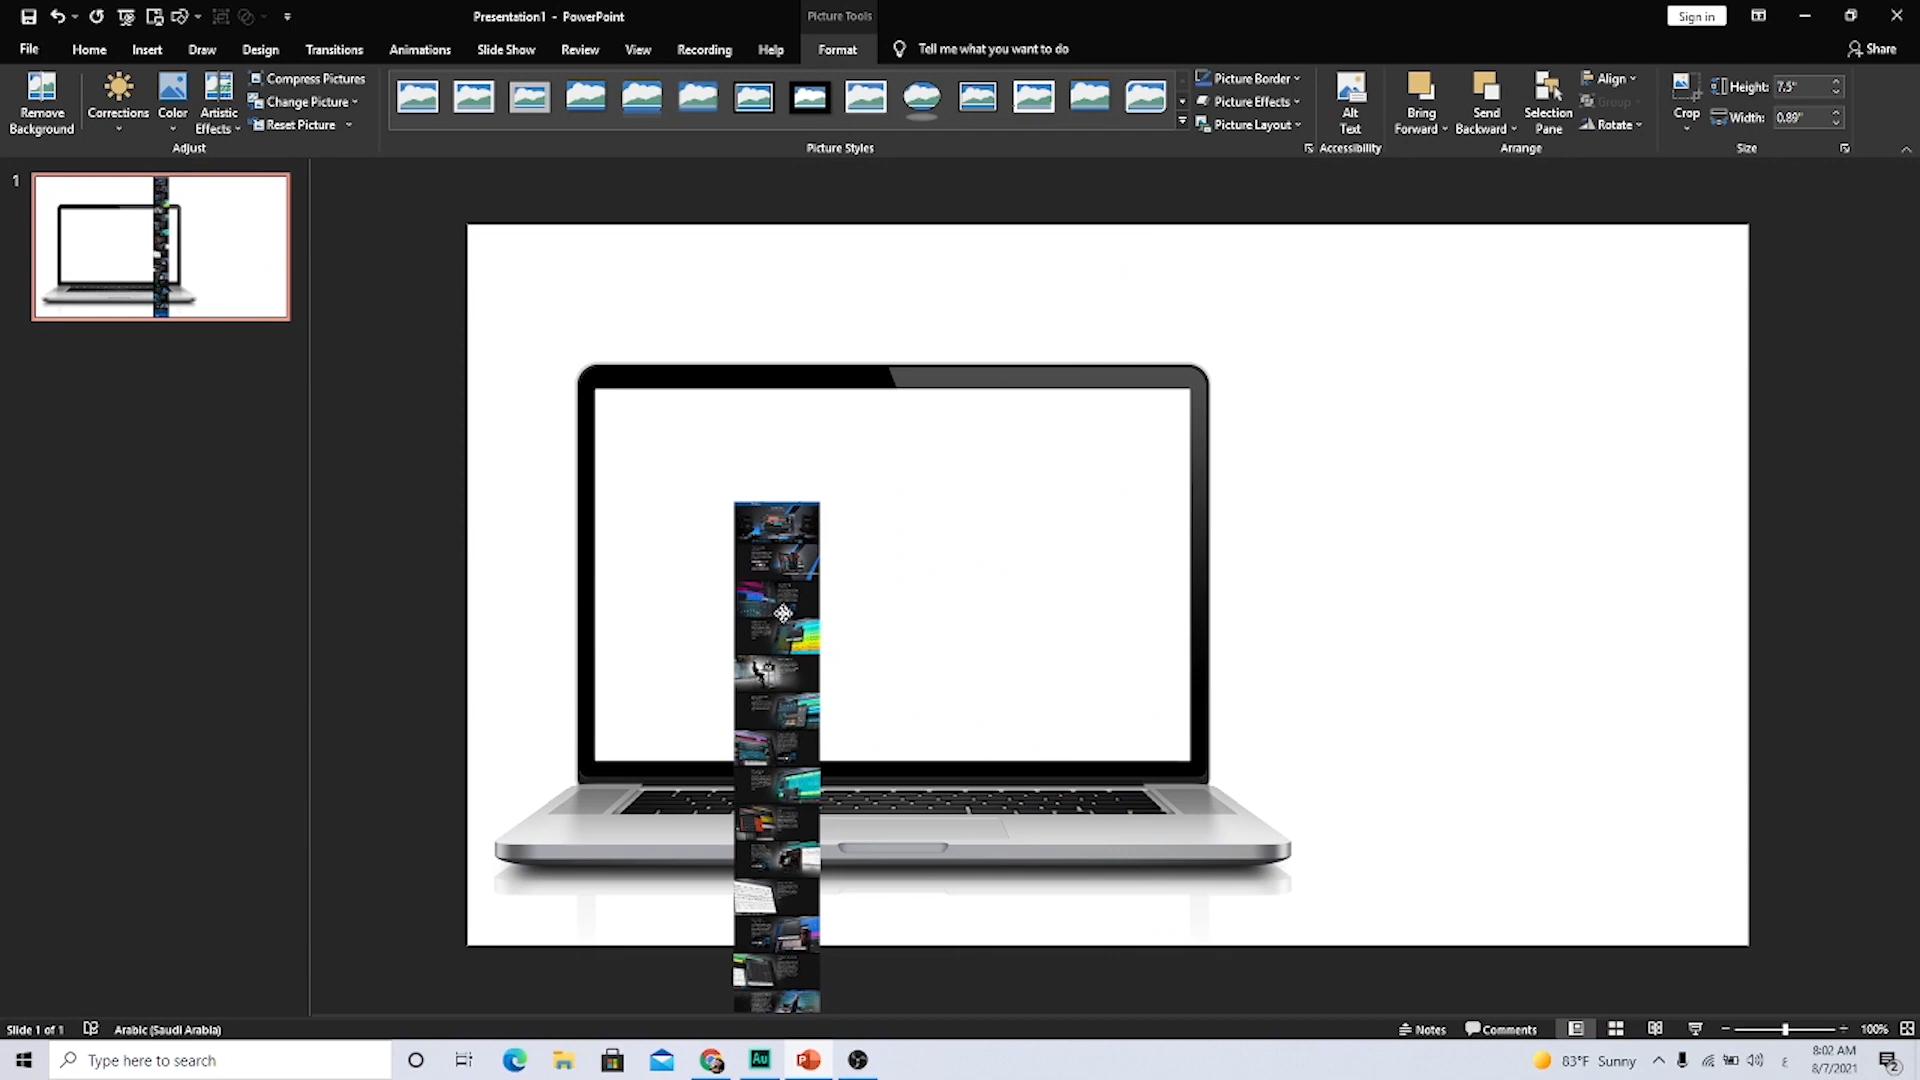 Presentation1 - PowerPoint
Picture Tools
Sign in
File
Home
Insert
Draw
Design
Transitions
Animations
Slide Show
Review
View
Recording
Help
Format
Tell me what you want to do
Share
Remove Background
Corrections
Color
Artistic Effects
Compress Pictures
Change Picture
Reset Picture
Adjust
Picture Styles
Picture Border
Picture Effects
Picture Layout
Alt Text
Accessibility
Bring Forward
Send Backward
Selection Pane
Align
Group
Rotate
Arrange
Crop
Height: 7.5"
Width: 0.89"
Size
1
Slide 1 of 1
Arabic (Saudi Arabia)
Notes
Comments
100%
Type here to search
Au
83°F Sunny
ع
8:02 AM
8/7/2021
2